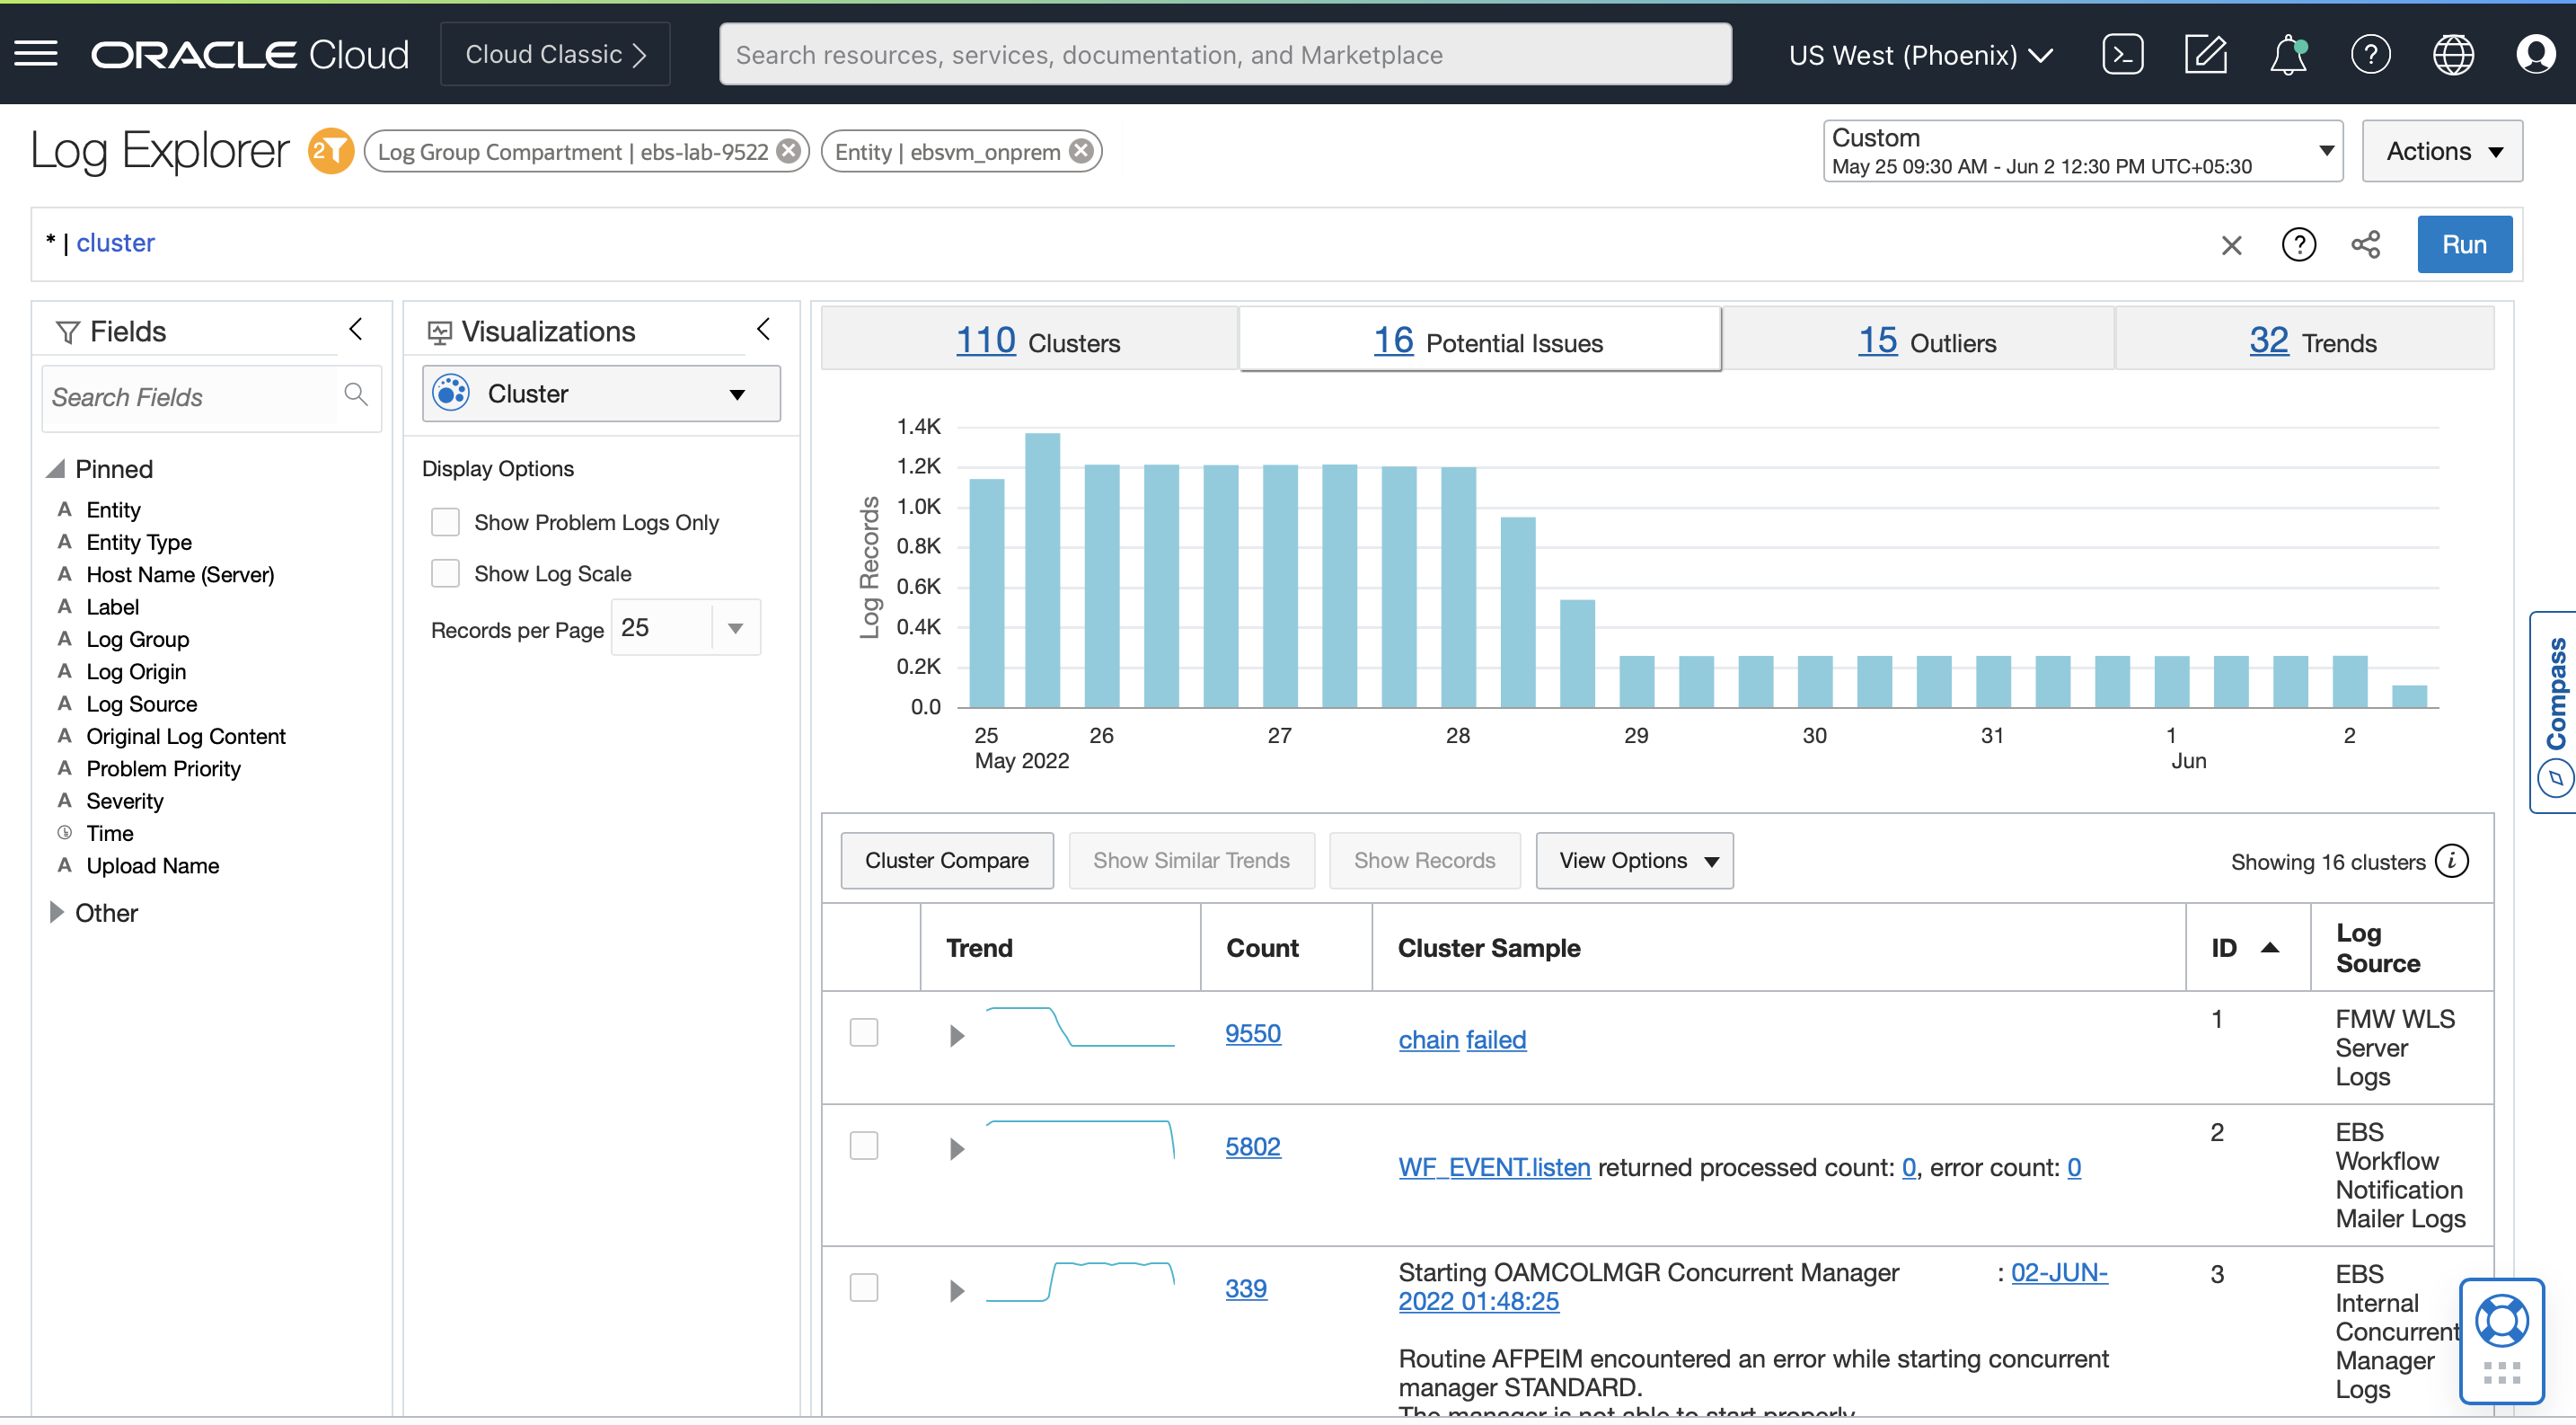 ORACLE Cloud
Cloud Classic
Search resources, services, documentation, and Marketplace
US West (Phoenix)
Log Explorer
2
Log Group Compartment | ebs-lab-9522
Entity | ebsvm_onprem
Custom
May 25 09:30 AM - Jun 2 12:30 PM UTC+05:30
Actions
* | cluster
Run
Fields
Search Fields
Pinned
A Entity
A Entity Type
A Host Name (Server)
A Label
A Log Group
A Log Origin
A Log Source
A Original Log Content
A Problem Priority
A Severity
Time
A Upload Name
Other
Visualizations
Cluster
Display Options
Show Problem Logs Only
Show Log Scale
Records per Page 25
110 Clusters
16 Potential Issues
15 Outliers
32 Trends
Log Records
1.4K
1.2K
1.0K
0.8K
0.6K
0.4K
0.2K
0.0
25 26 27 28 29 30 31 1 2
May 2022 Jun
Compass
Cluster Compare
Show Similar Trends
Show Records
View Options
Showing 16 clusters
Trend
Count
Cluster Sample
ID
Log
Source
9550
chain failed
1
FMW WLS
Server
Logs
5802
WF_EVENT.listen returned processed count: 0, error count: 0
2
EBS
Workflow
Notification
Mailer Logs
339
Starting OAMCOLMGR Concurrent Manager : 02-JUN-
2022 01:48:25
Routine AFPEIM encountered an error while starting concurrent
manager STANDARD.
The manager is not able to start properly
3
EBS
Internal
Concurrent
Manager
Logs